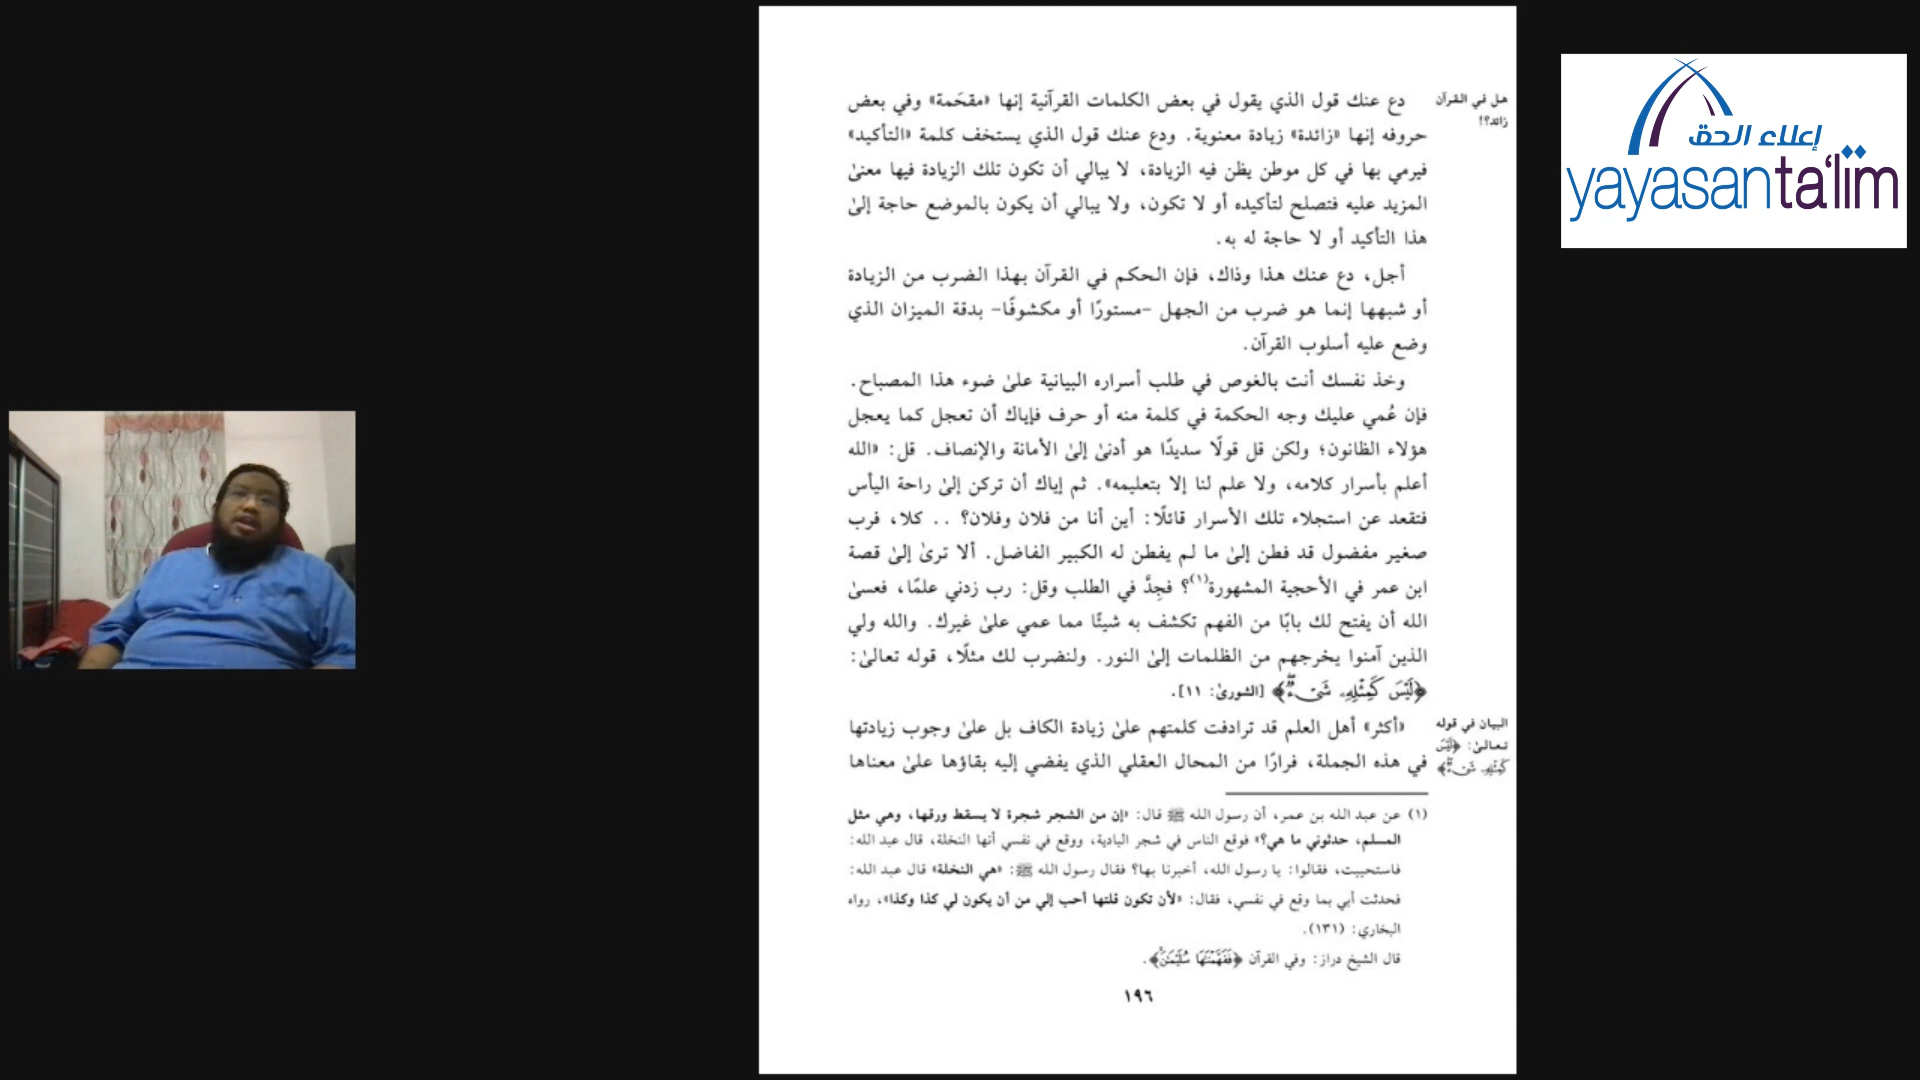 هل في القرآن
زائد؟!
دع عنك قول الذي يقول في بعض الكلمات القرآنية إنها «مقحَمة» وفي بعض
حروفه إنها «زائدة» زيادة معنوية. ودع عنك قول الذي يستخف كلمة «التأكيد»
فيرمي بها في كل موطن يظن فيه الزيادة، لا يبالي أن تكون تلك الزيادة فيها معنىٰ
المزيد عليه فتصلح لتأكيده أو لا تكون، ولا يبالي أن يكون بالموضع حاجة إلىٰ
هذا التأكيد أو لا حاجة له به.
أجل، دع عنك هذا وذاك، فإن الحكم في القرآن بهذا الضرب من الزيادة
أو شبهها إنما هو ضرب من الجهل -مستورًا أو مكشوفًا- بدقة الميزان الذي
وضع عليه أسلوب القرآن.
وخذ نفسك أنت بالغوص في طلب أسراره البيانية علىٰ ضوء هذا المصباح.
فإن عُمي عليك وجه الحكمة في كلمة منه أو حرف فإياك أن تعجل كما يعجل
هؤلاء الظانون؛ ولكن قل قولًا سديدًا هو أدنىٰ إلىٰ الأمانة والإنصاف. قل: «الله
أعلم بأسرار كلامه، ولا علم لنا إلا بتعليمه». ثم إياك أن تركن إلىٰ راحة اليأس
فتقعد عن استجلاء تلك الأسرار قائلًا: أين أنا من فلان وفلان؟ .. كلا، فرب
صغير مفضول قد فطن إلىٰ ما لم يفطن له الكبير الفاضل. ألا ترىٰ إلىٰ قصة
ابن عمر في الأحجية المشهورة(١)؟ فجِدَّ في الطلب وقل: رب زدني علمًا، فعسىٰ
الله أن يفتح لك بابًا من الفهم تكشف به شيئًا مما عمي علىٰ غيرك. والله ولي
الذين آمنوا يخرجهم من الظلمات إلىٰ النور. ولنضرب لك مثلًا، قوله تعالىٰ:
﴿لَيْسَ كَمِثْلِهِۦ شَىْءٌ﴾ [الشورىٰ: ١١].
البيان في قوله
تعالىٰ: ﴿لَيْسَ
كَمِثْلِهِۦ شَىْءٌ﴾
«أكثر» أهل العلم قد ترادفت كلمتهم علىٰ زيادة الكاف بل علىٰ وجوب زيادتها
في هذه الجملة، فرارًا من المحال العقلي الذي يفضي إليه بقاؤها علىٰ معناها
(١) عن عبد الله بن عمر، أن رسول الله ﷺ قال: «إن من الشجر شجرة لا يسقط ورقها، وهي مثل
المسلم، حدثوني ما هي؟» فوقع الناس في شجر البادية، ووقع في نفسي أنها النخلة، قال عبد الله:
فاستحييت، فقالوا: يا رسول الله، أخبرنا بها؟ فقال رسول الله ﷺ: «هي النخلة» قال عبد الله:
فحدثت أبي بما وقع في نفسي، فقال: «لأن تكون قلتها أحب إلي من أن يكون لي كذا وكذا»، رواه
البخاري: (١٣١).
قال الشيخ دراز: وفي القرآن ﴿فَفَهَّمْنَٰهَا سُلَيْمَٰنَ﴾.
١٩٦
إعلاء الحق
yayasanta'lim